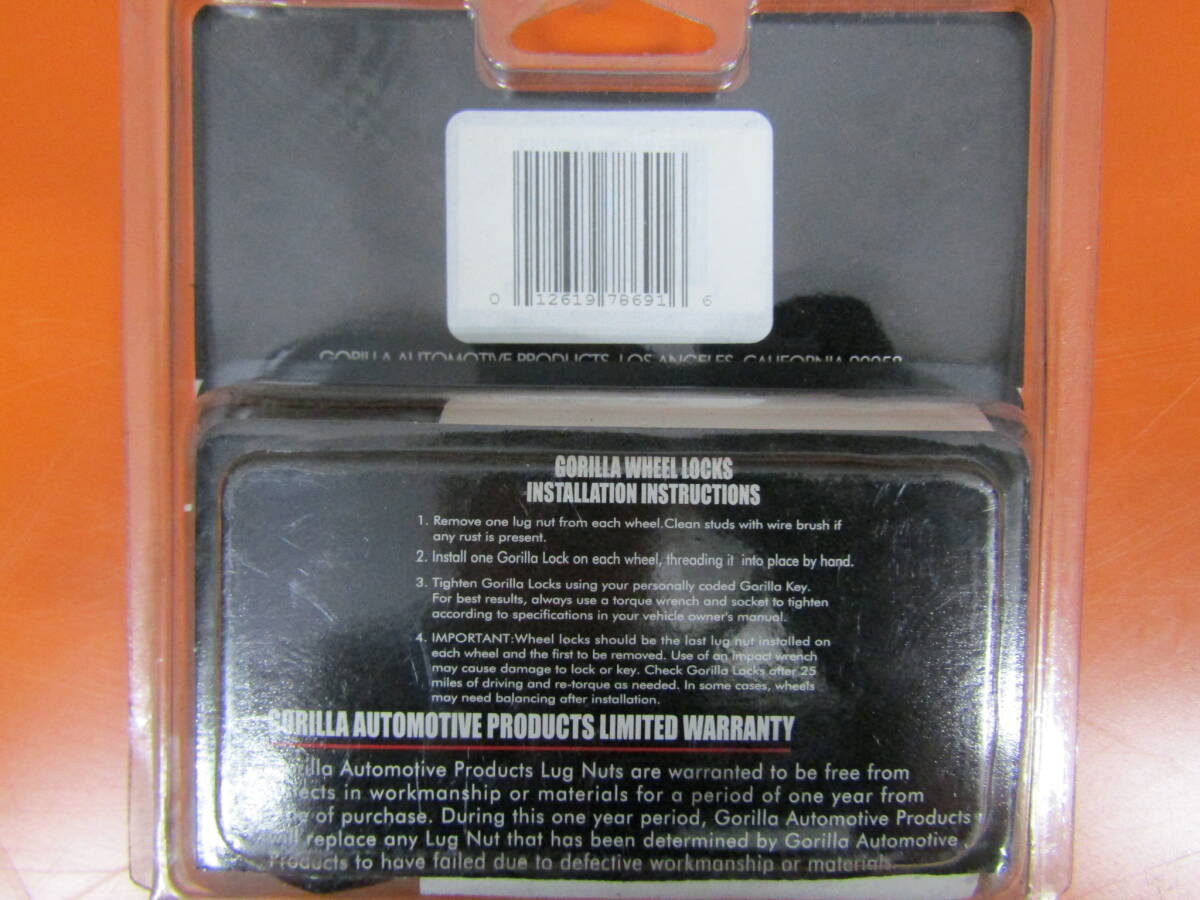 0 12619 78691 6
GORILLA AUTOMOTIVE PRODUCTS, LOS ANGELES, CALIFORNIA 90058
GORILLA WHEEL LOCKS
INSTALLATION INSTRUCTIONS
1. Remove one lug nut from each wheel. Clean studs with wire brush if
any rust is present.
2. Install one Gorilla Lock on each wheel, threading it into place by hand.
3. Tighten Gorilla Locks using your personally coded Gorilla Key.
For best results, always use a torque wrench and socket to tighten
according to specifications in your vehicle owner's manual.
4. IMPORTANT: Wheel locks should be the last lug nut installed on
each wheel and the first to be removed. Use of an impact wrench
may cause damage to lock or key. Check Gorilla Locks after 25
miles of driving and re-torque as needed. In some cases, wheels
may need balancing after installation.
GORILLA AUTOMOTIVE PRODUCTS LIMITED WARRANTY
Gorilla Automotive Products Lug Nuts are warranted to be free from
defects in workmanship or materials for a period of one year from
of purchase. During this one year period, Gorilla Automotive Products
will replace any Lug Nut that has been determined by Gorilla Automotive
Products to have failed due to defective workmanship or materials.